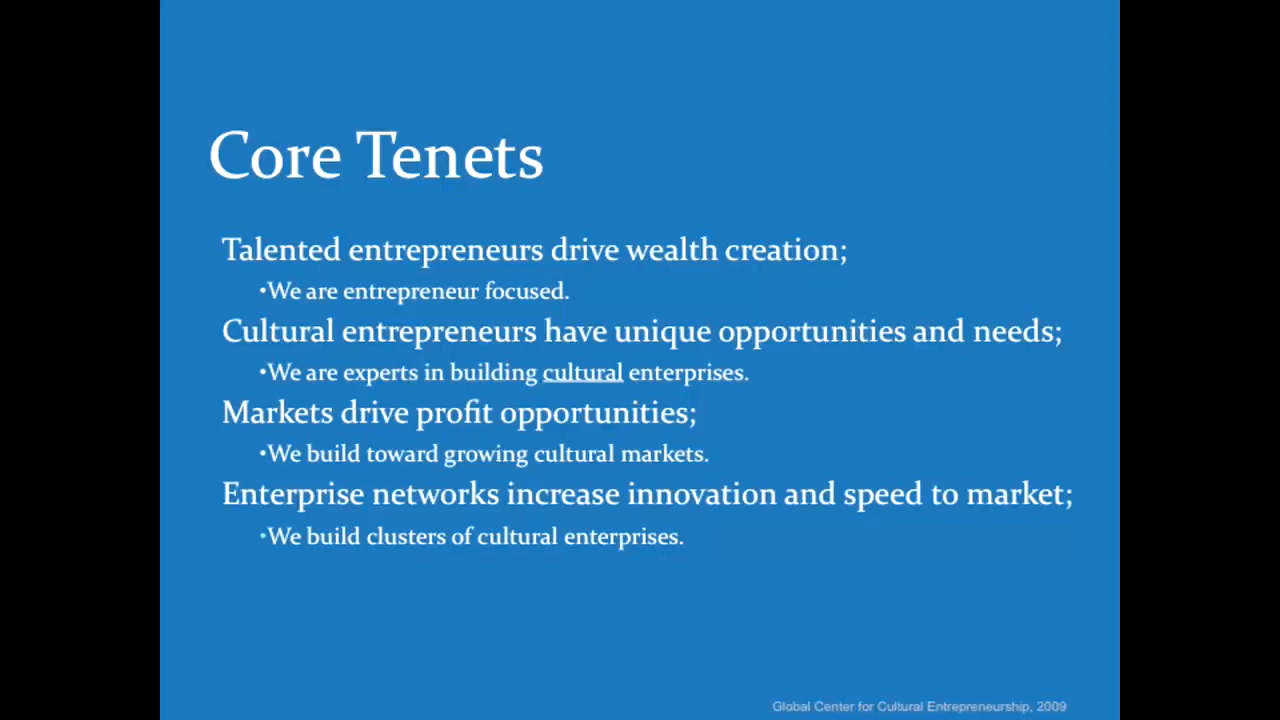 Core Tenets
Talented entrepreneurs drive wealth creation;
•We are entrepreneur focused.
Cultural entrepreneurs have unique opportunities and needs;
•We are experts in building cultural enterprises.
Markets drive profit opportunities;
•We build toward growing cultural markets.
Enterprise networks increase innovation and speed to market;
•We build clusters of cultural enterprises.
Global Center for Cultural Entrepreneurship, 2009